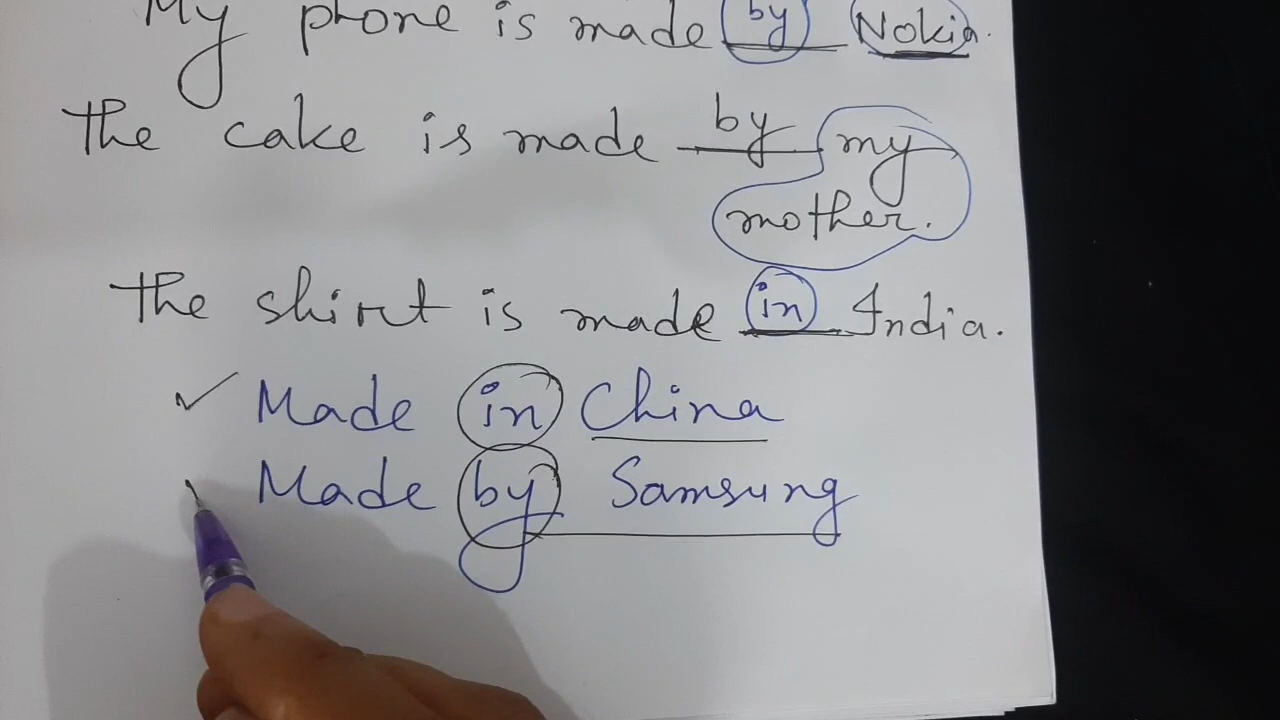 My phone is made by Nokia.
the cake is made by my
mother.
the shirt is made in India.
Made in China
Made by Samsung